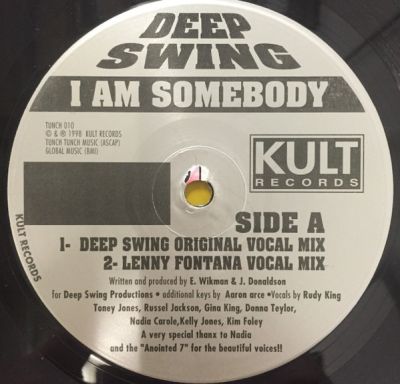 DEEP
SWING
I AM SOMEBODY
TUNCH 010
© & ℗ 1998 KULT RECORDS
TUNCH TUNCH MUSIC (ASCAP)
GLOBAL MUSIC (BMI)
KULT
RECORDS
KULT RECORDS
SIDE A
1- DEEP SWING ORIGINAL VOCAL MIX
2- LENNY FONTANA VOCAL MIX
Written and produced by E. Wikman & J. Donaldson
for Deep Swing Productions • additional keys by Aaron arce •Vocals by Rudy King
Toney Jones, Russel Jackson, Gina King, Donna Teylor,
Nadia Carole,Kelly Jones, Kim Foley
A very special thanx to Nadia
and the "Anointed 7" for the beautiful voices!!